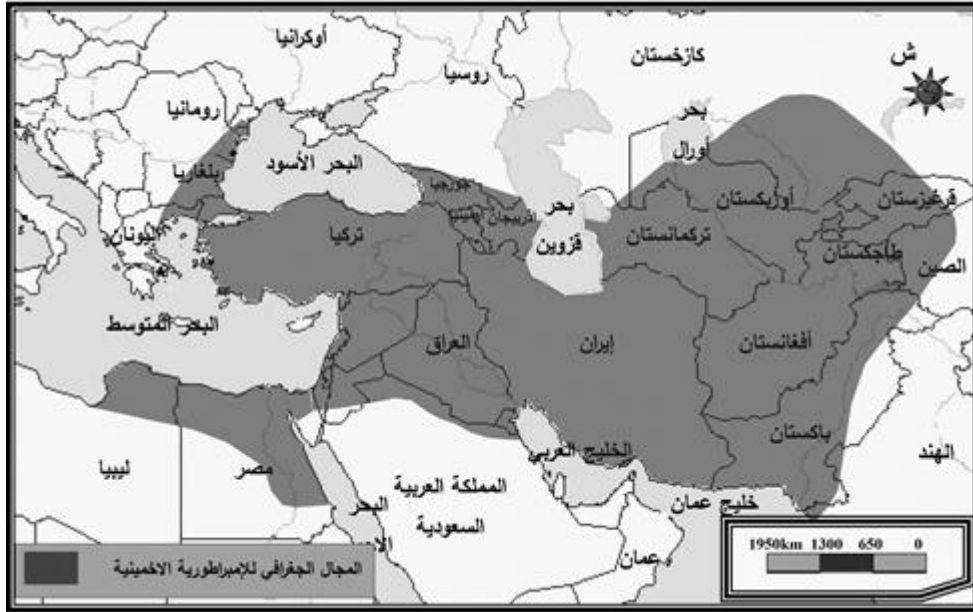 أوكرانيا
كازخستان
ش
روسيا
رومانيا
بحر
أورال
البحر الأسود
بلغاريا
جورجيا
أوزبكستان
قرغيزستان
بحر
قزوين
اذربيجان
تركمانستان
طاجكستان
اليونان
تركيا
الصين
البحر المتوسط
العراق
إيران
أفغانستان
باكستان
الهند
الخليج العربي
ليبيا
مصر
المملكة العربية
السعودية
البحر
خليج عمان
عمان
1950km 1300 650 0
المجال الجغرافي للإمبراطورية الاخمينية